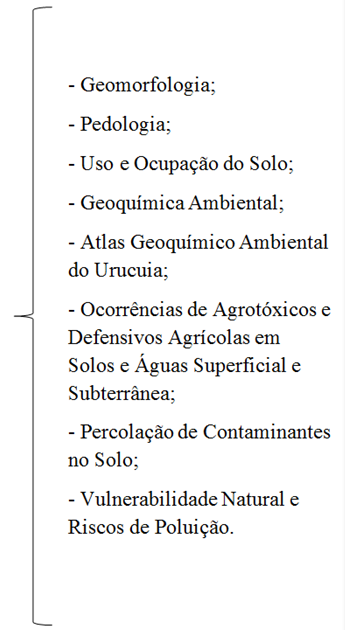 - Geomorfologia;
- Pedologia;
- Uso e Ocupação do Solo;
- Geoquímica Ambiental;
- Atlas Geoquímico Ambiental
do Urucuia;
- Ocorrências de Agrotóxicos e
Defensivos Agrícolas em
Solos e Águas Superficial e
Subterrânea;
- Percolação de Contaminantes
no Solo;
- Vulnerabilidade Natural e
Riscos de Poluição.